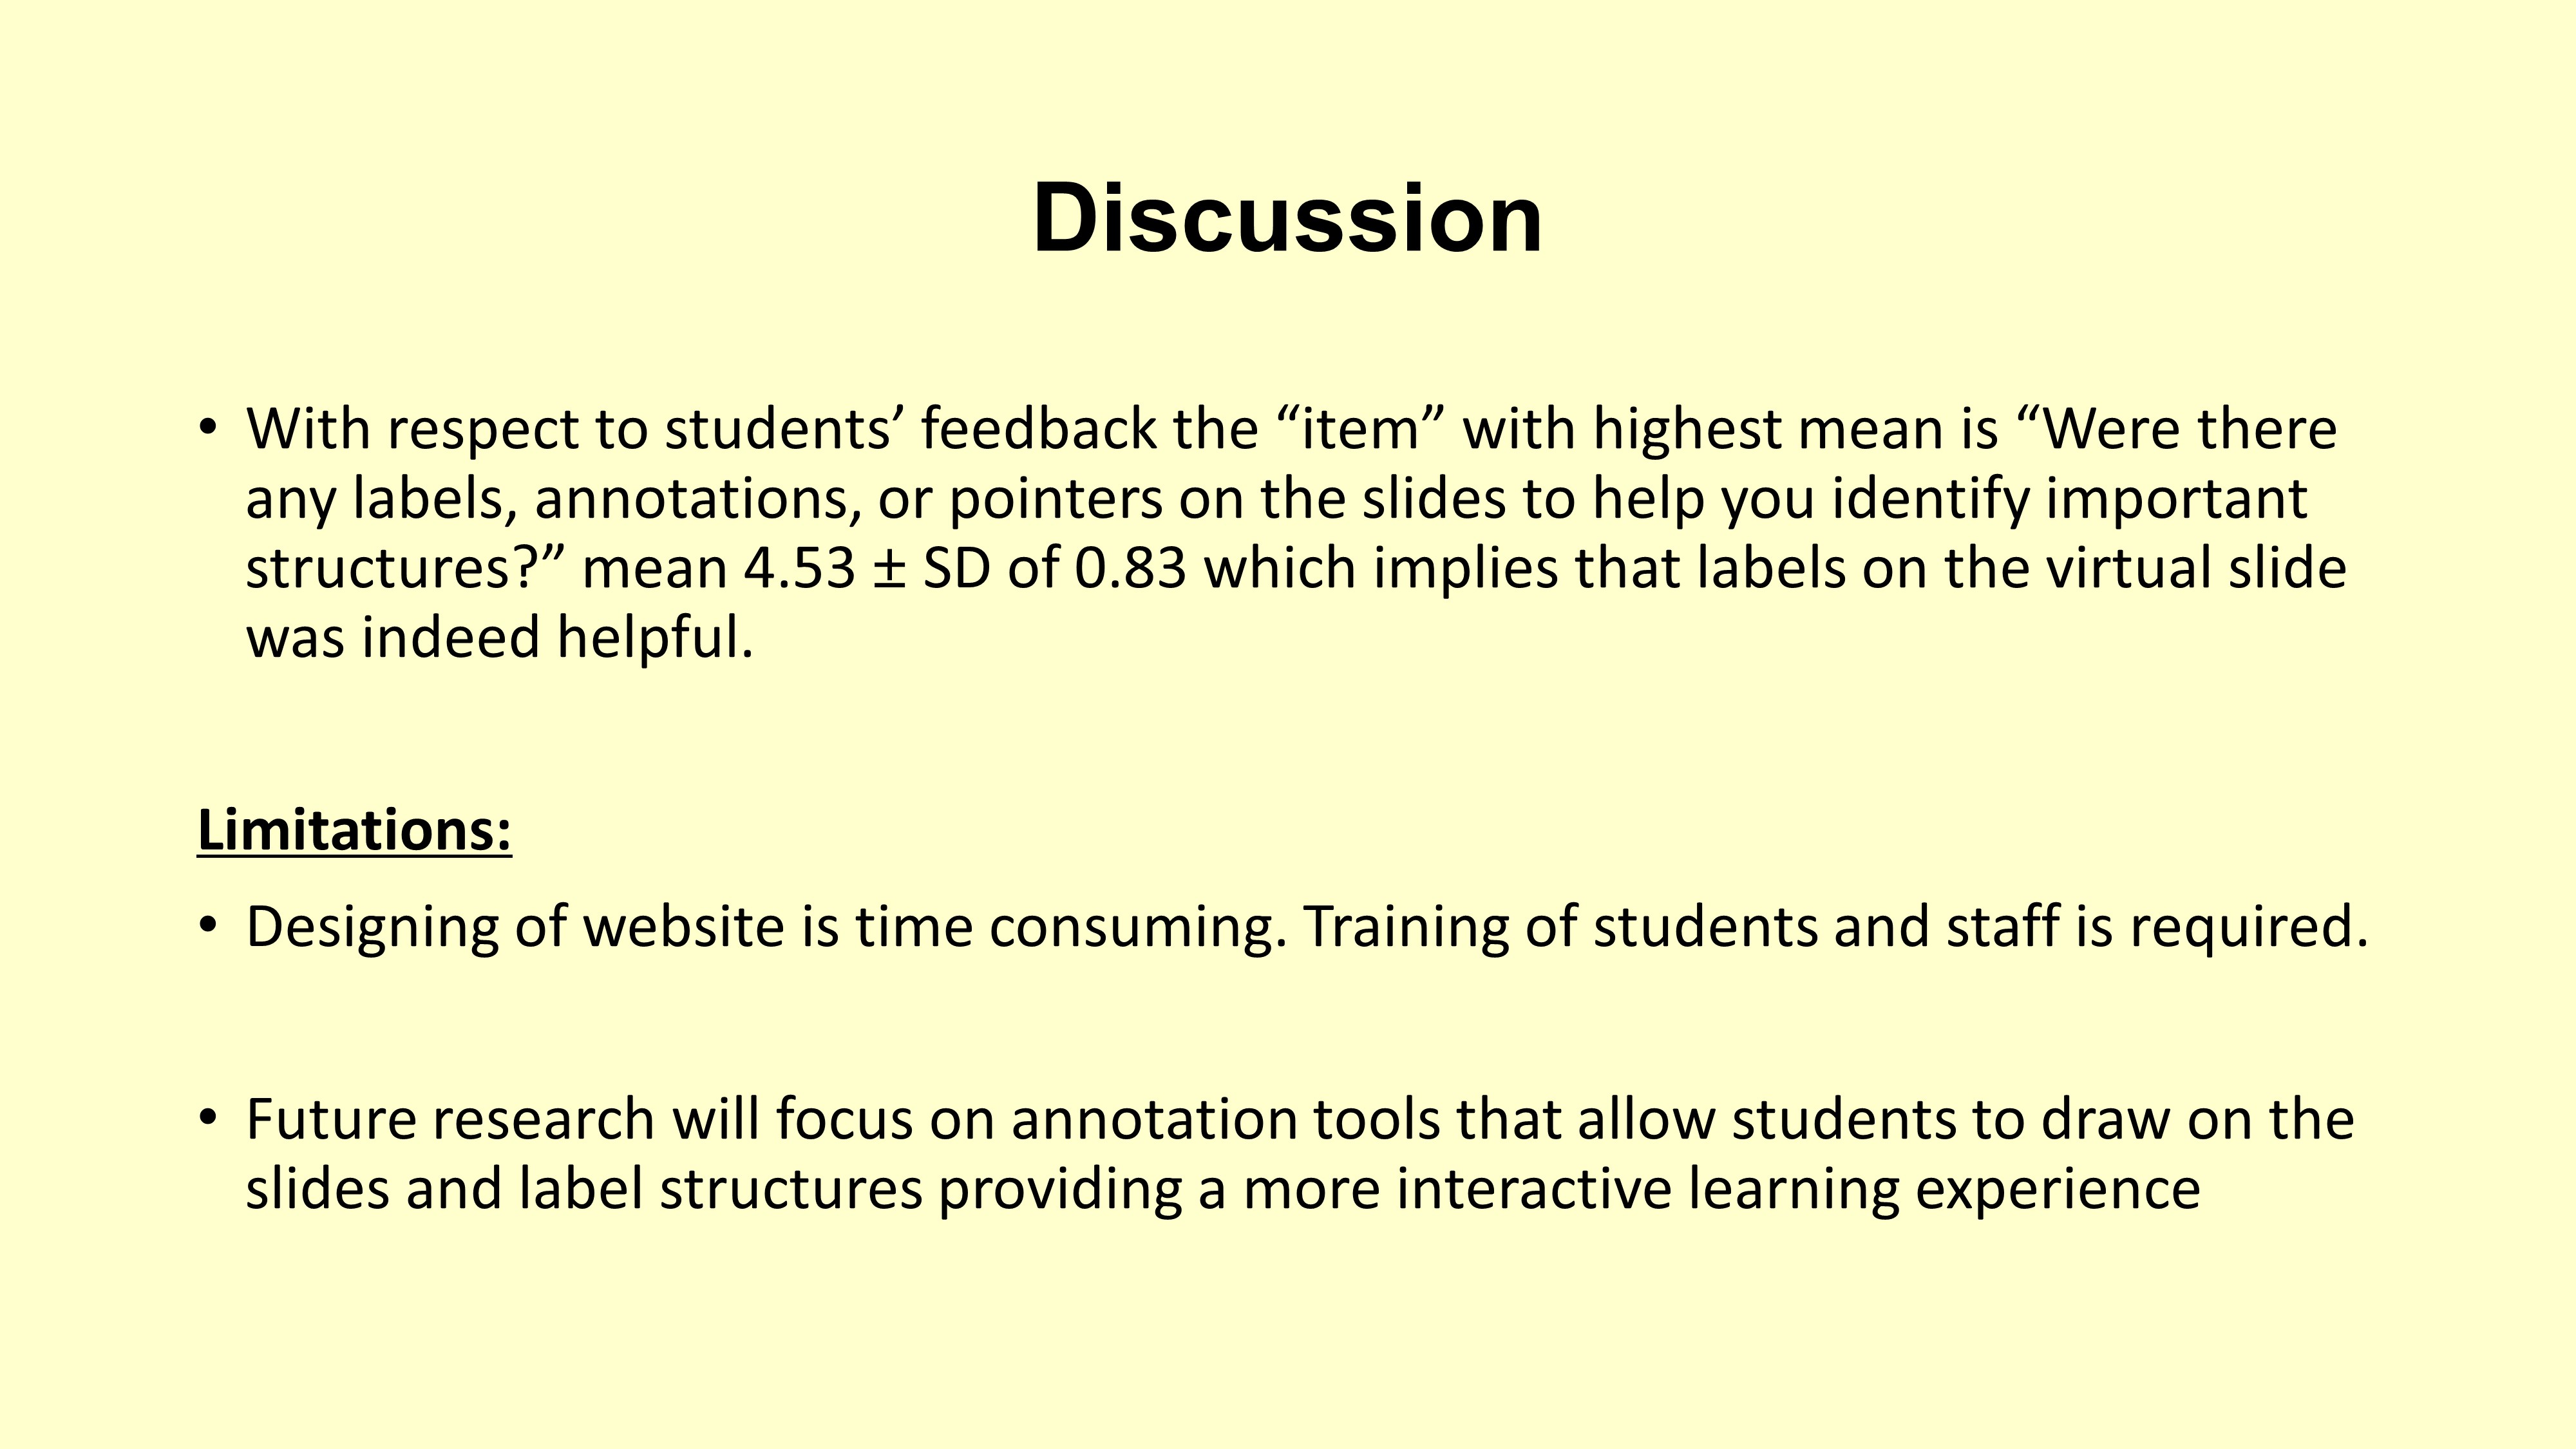 Discussion
• With respect to students’ feedback the “item” with highest mean is “Were there
any labels, annotations, or pointers on the slides to help you identify important
structures?” mean 4.53 ± SD of 0.83 which implies that labels on the virtual slide
was indeed helpful.
Limitations:
• Designing of website is time consuming. Training of students and staff is required.
• Future research will focus on annotation tools that allow students to draw on the
slides and label structures providing a more interactive learning experience